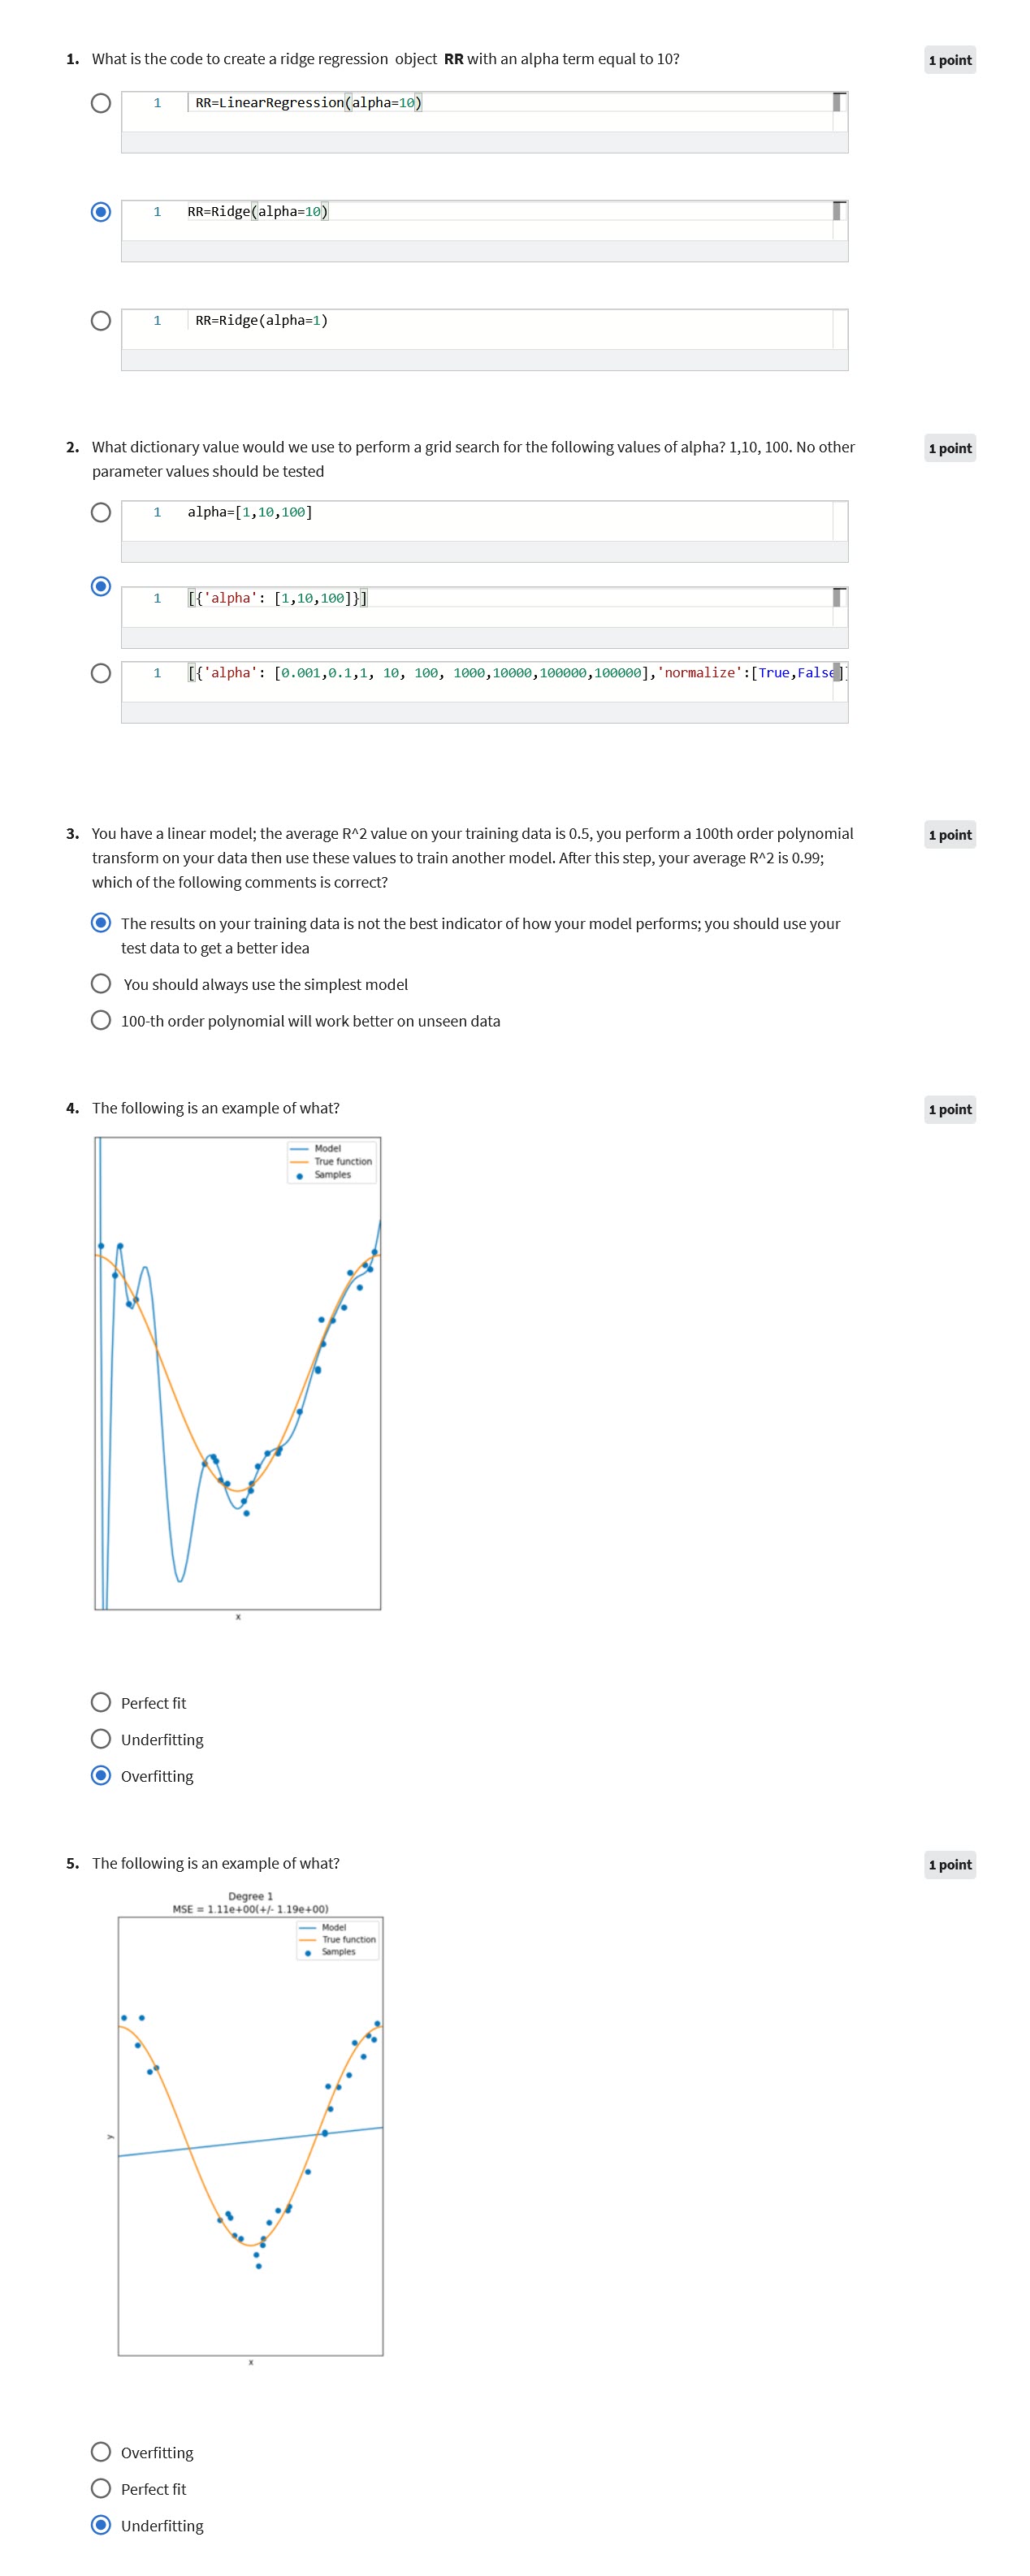 1. What is the code to create a ridge regression object RR with an alpha term equal to 10?
1 point
1 RR=LinearRegression(alpha=10)
1 RR=Ridge(alpha=10)
1 RR=Ridge(alpha=1)
2. What dictionary value would we use to perform a grid search for the following values of alpha? 1,10, 100. No other
parameter values should be tested
1 point
1 alpha=[1,10,100]
1 [{'alpha': [1,10,100]}]
1 [{'alpha': [0.001,0.1,1, 10, 100, 1000,10000,100000,100000],'normalize':[True,False]
3. You have a linear model; the average R^2 value on your training data is 0.5, you perform a 100th order polynomial
transform on your data then use these values to train another model. After this step, your average R^2 is 0.99;
which of the following comments is correct?
1 point
The results on your training data is not the best indicator of how your model performs; you should use your
test data to get a better idea
You should always use the simplest model
100-th order polynomial will work better on unseen data
4. The following is an example of what?
1 point
Model
True function
Samples
x
Perfect fit
Underfitting
Overfitting
5. The following is an example of what?
1 point
Degree 1
MSE = 1.11e+00(+/- 1.19e+00)
Model
True function
Samples
y
x
Overfitting
Perfect fit
Underfitting